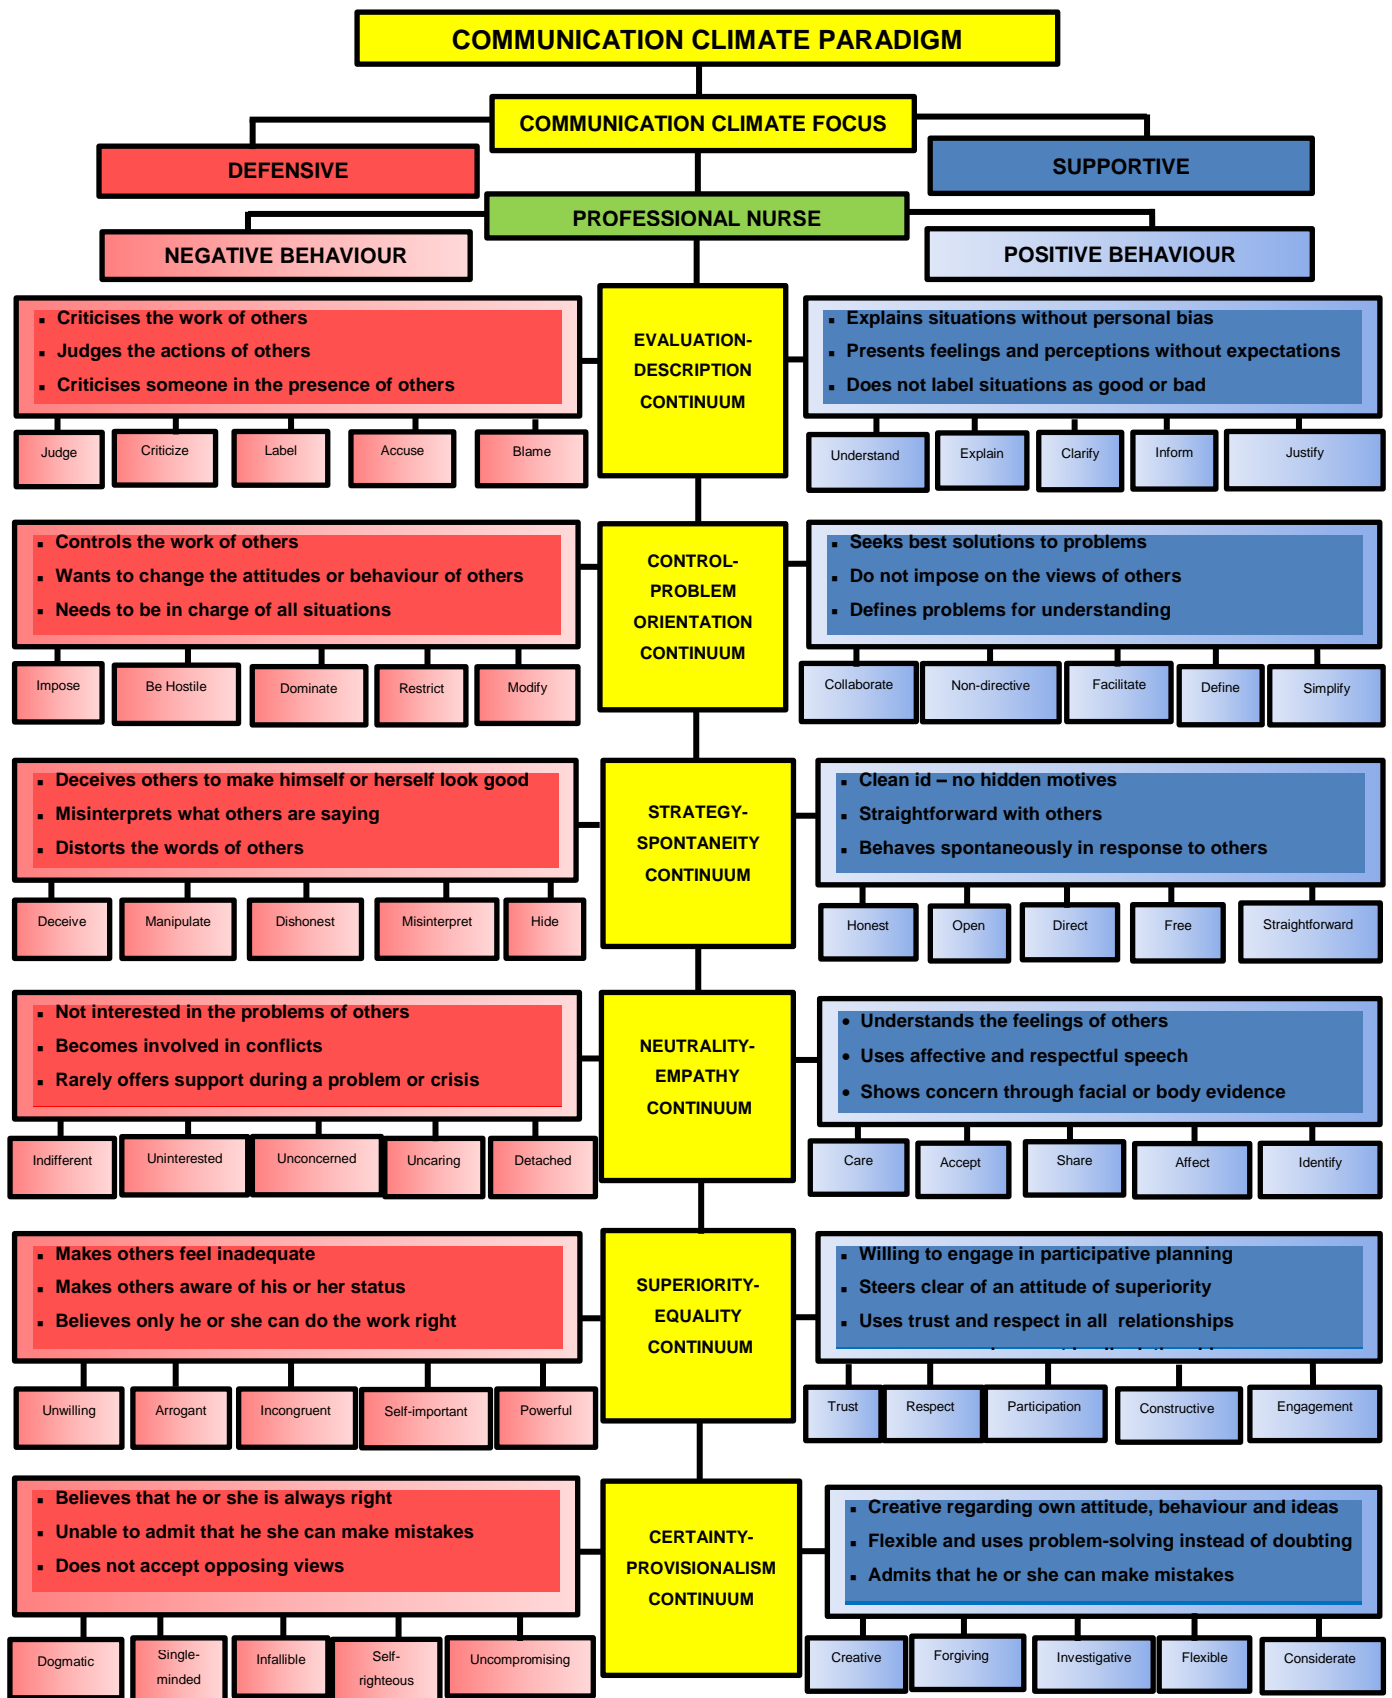 COMMUNICATION CLIMATE PARADIGM
COMMUNICATION CLIMATE FOCUS
DEFENSIVE
SUPPORTIVE
PROFESSIONAL NURSE
NEGATIVE BEHAVIOUR
POSITIVE BEHAVIOUR
▪ Criticises the work of others
▪ Judges the actions of others
▪ Criticises someone in the presence of others
EVALUATION-
DESCRIPTION
CONTINUUM
▪ Explains situations without personal bias
▪ Presents feelings and perceptions without expectations
▪ Does not label situations as good or bad
Judge
Criticize
Label
Accuse
Blame
Understand
Explain
Clarify
Inform
Justify
▪ Controls the work of others
▪ Wants to change the attitudes or behaviour of others
▪ Needs to be in charge of all situations
CONTROL-
PROBLEM
ORIENTATION
CONTINUUM
▪ Seeks best solutions to problems
▪ Do not impose on the views of others
▪ Defines problems for understanding
Impose
Be Hostile
Dominate
Restrict
Modify
Collaborate
Non-directive
Facilitate
Define
Simplify
▪ Deceives others to make himself or herself look good
▪ Misinterprets what others are saying
▪ Distorts the words of others
STRATEGY-
SPONTANEITY
CONTINUUM
▪ Clean id – no hidden motives
▪ Straightforward with others
▪ Behaves spontaneously in response to others
Deceive
Manipulate
Dishonest
Misinterpret
Hide
Honest
Open
Direct
Free
Straightforward
▪ Not interested in the problems of others
▪ Becomes involved in conflicts
▪ Rarely offers support during a problem or crisis
NEUTRALITY-
EMPATHY
CONTINUUM
• Understands the feelings of others
• Uses affective and respectful speech
• Shows concern through facial or body evidence
Indifferent
Uninterested
Unconcerned
Uncaring
Detached
Care
Accept
Share
Affect
Identify
▪ Makes others feel inadequate
▪ Makes others aware of his or her status
▪ Believes only he or she can do the work right
SUPERIORITY-
EQUALITY
CONTINUUM
▪ Willing to engage in participative planning
▪ Steers clear of an attitude of superiority
▪ Uses trust and respect in all relationships
Unwilling
Arrogant
Incongruent
Self-important
Powerful
Trust
Respect
Participation
Constructive
Engagement
▪ Believes that he or she is always right
▪ Unable to admit that he she can make mistakes
▪ Does not accept opposing views
CERTAINTY-
PROVISIONALISM
CONTINUUM
▪ Creative regarding own attitude, behaviour and ideas
▪ Flexible and uses problem-solving instead of doubting
▪ Admits that he or she can make mistakes
Dogmatic
Single-
minded
Infallible
Self-
righteous
Uncompromising
Creative
Forgiving
Investigative
Flexible
Considerate